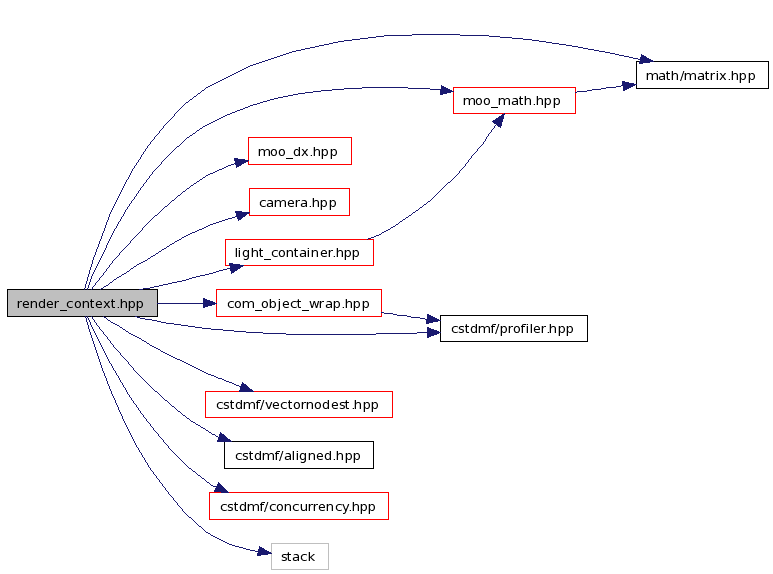 math/matrix.hpp
moo_math.hpp
moo_dx.hpp
camera.hpp
light_container.hpp
render_context.hpp
com_object_wrap.hpp
cstdmf/profiler.hpp
cstdmf/vectornodest.hpp
cstdmf/aligned.hpp
cstdmf/concurrency.hpp
stack